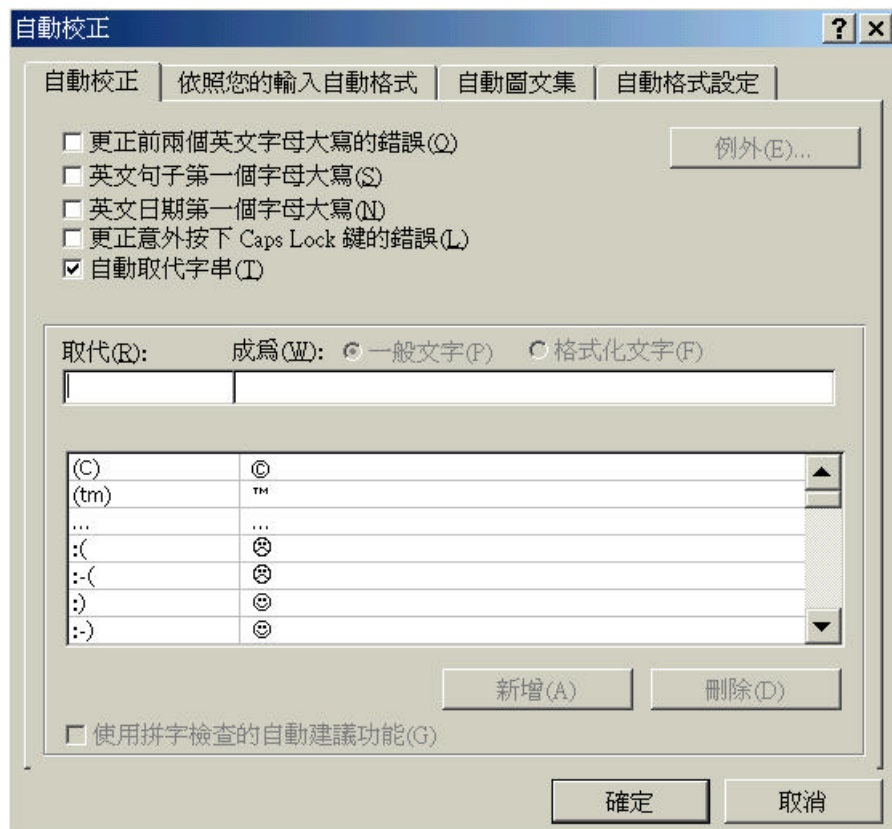 自動校正
自動校正 依照您的輸入自動格式 自動圖文集 自動格式設定
更正前兩個英文字母大寫的錯誤(O) 例外(E)...
英文句子第一個字母大寫(S)
英文日期第一個字母大寫(N)
更正意外按下 Caps Lock 鍵的錯誤(L)
自動取代字串(T)
取代(R): 成為(W): 一般文字(P) 格式化文字(F)
(C) ©
(tm) ™
... ...
:( ☹
:-( ☹
:) ☺
:-) ☺
新增(A) 刪除(D)
使用拼字檢查的自動建議功能(G)
確定 取消